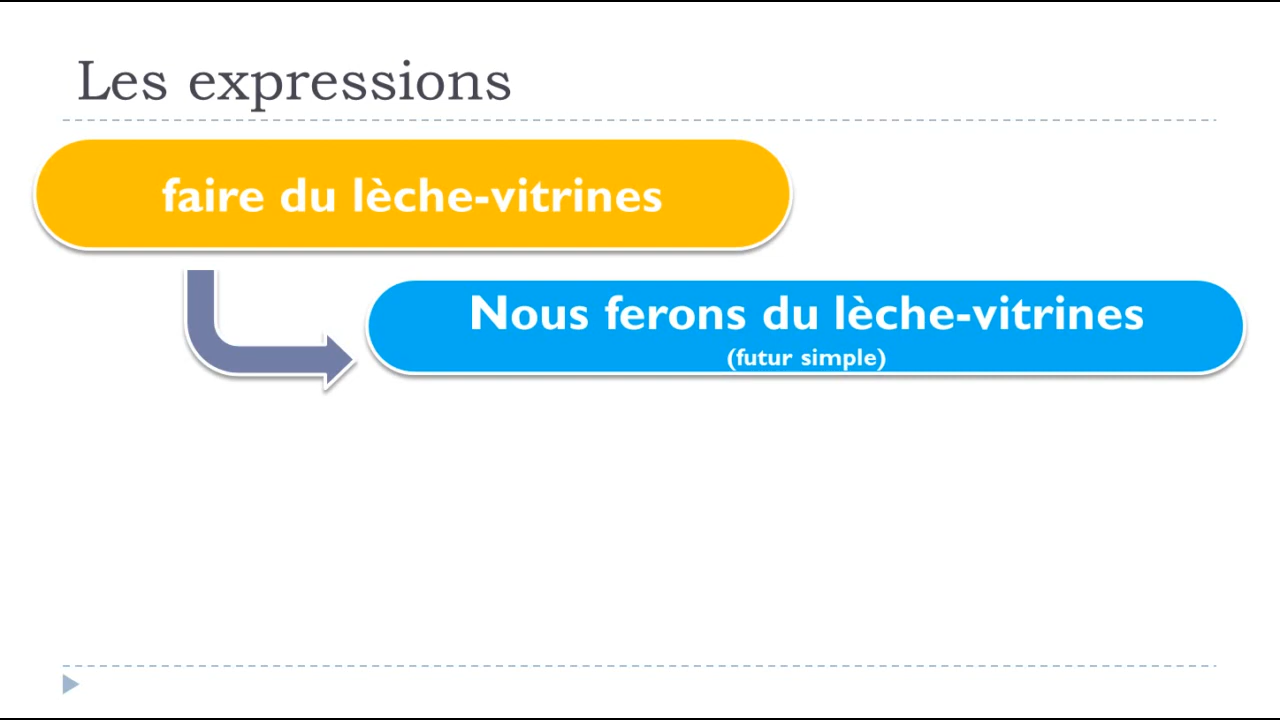 Les expressions
faire du lèche-vitrines
Nous ferons du lèche-vitrines
(futur simple)